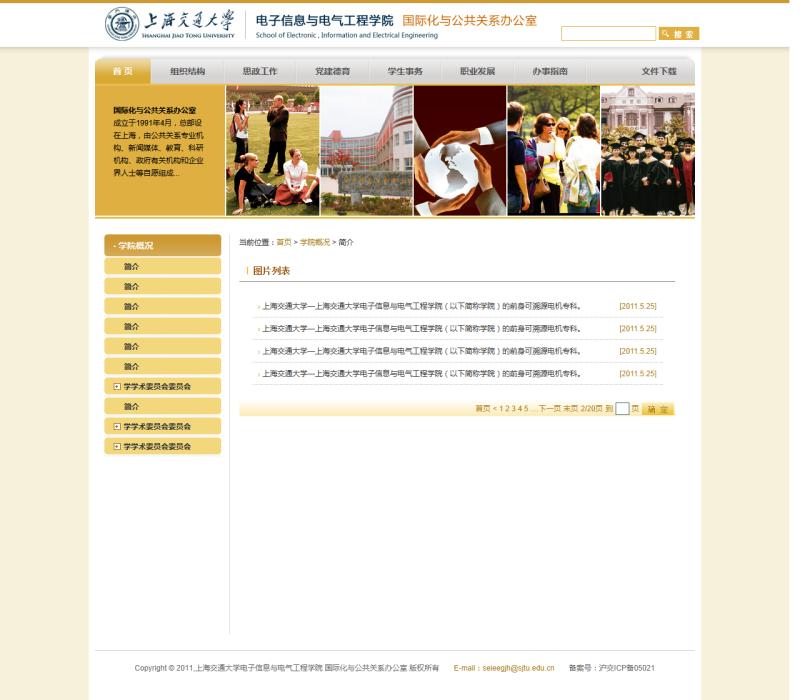 上海交通大学
SHANGHAI JIAO TONG UNIVERSITY
电子信息与电气工程学院 国际化与公共关系办公室
School of Electronic , Information and Electrical Engineering
搜 索
首 页 组织结构 思政工作 党建德育 学生事务 职业发展 办事指南 文件下载
国际化与公共关系办公室
成立于1991年4月，总部设
在上海，由公共关系专业机
构、新闻媒体、教育、科研
机构、政府有关机构和企业
界人士等自愿组成...
- 学院概况
简介
简介
简介
简介
简介
简介
学学术委员会委员会
简介
学学术委员会委员会
学学术委员会委员会
当前位置：首页 > 学院概况 > 简介
图片列表
上海交通大学—上海交通大学电子信息与电气工程学院（以下简称学院）的前身可溯源电机专科。 [2011.5.25]
上海交通大学—上海交通大学电子信息与电气工程学院（以下简称学院）的前身可溯源电机专科。 [2011.5.25]
上海交通大学—上海交通大学电子信息与电气工程学院（以下简称学院）的前身可溯源电机专科。 [2011.5.25]
上海交通大学—上海交通大学电子信息与电气工程学院（以下简称学院）的前身可溯源电机专科。 [2011.5.25]
首页 < 1 2 3 4 5 ....下一页 末页 2/20页 到 页 确 定
Copyright © 2011,上海交通大学电子信息与电气工程学院 国际化与公共关系办公室 版权所有 E-mail：seieegjh@sjtu.edu.cn 备案号：沪交ICP备05021